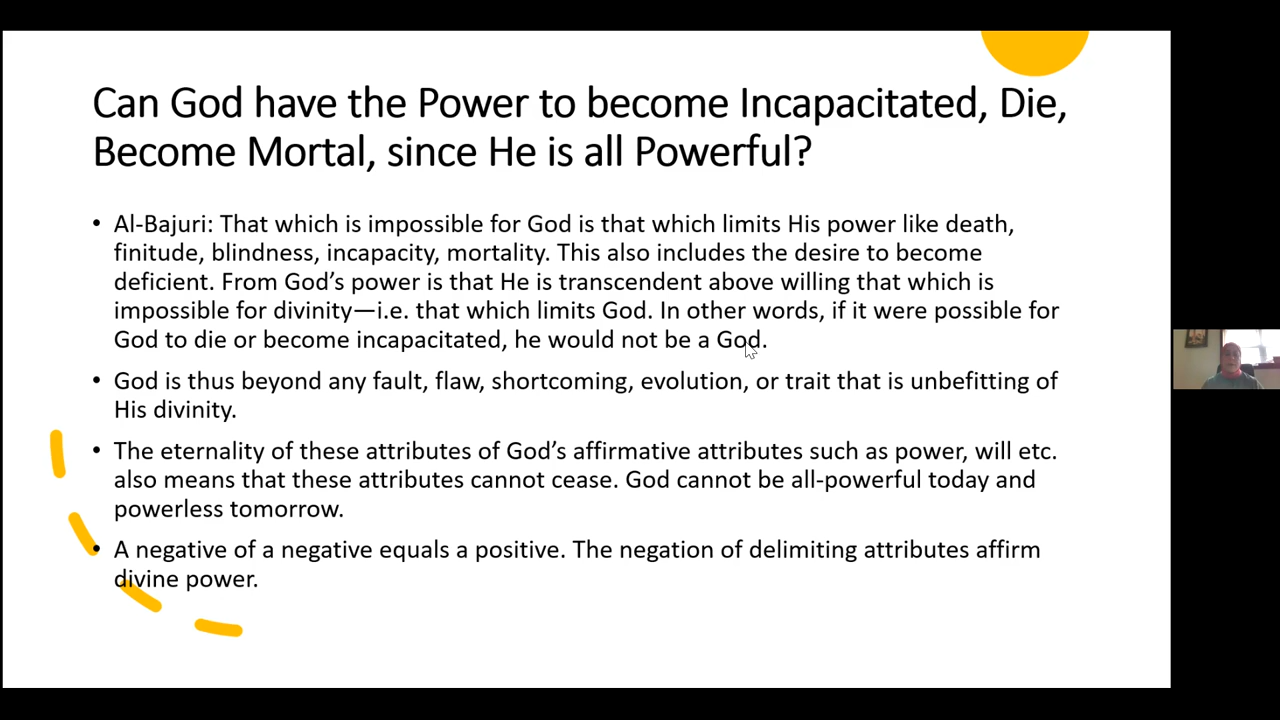 Can God have the Power to become Incapacitated, Die,
Become Mortal, since He is all Powerful?
• Al-Bajuri: That which is impossible for God is that which limits His power like death,
finitude, blindness, incapacity, mortality. This also includes the desire to become
deficient. From God’s power is that He is transcendent above willing that which is
impossible for divinity—i.e. that which limits God. In other words, if it were possible for
God to die or become incapacitated, he would not be a God.
• God is thus beyond any fault, flaw, shortcoming, evolution, or trait that is unbefitting of
His divinity.
• The eternality of these attributes of God’s affirmative attributes such as power, will etc.
also means that these attributes cannot cease. God cannot be all-powerful today and
powerless tomorrow.
• A negative of a negative equals a positive. The negation of delimiting attributes affirm
divine power.